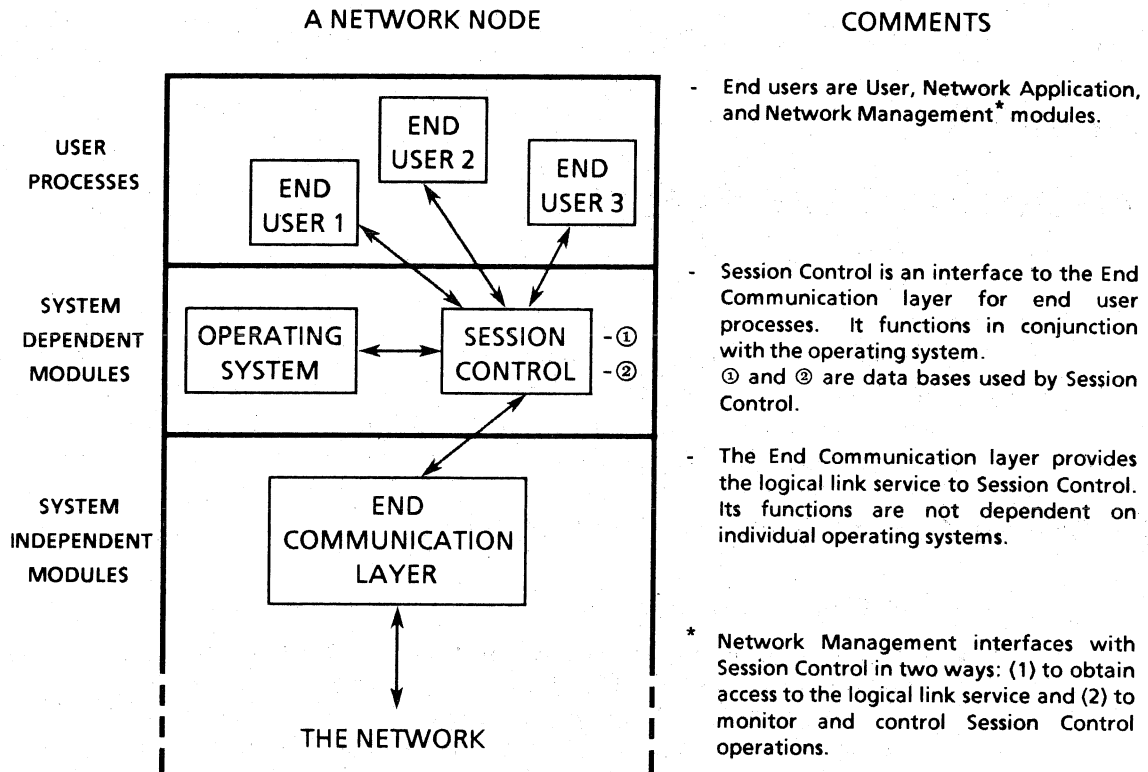 A NETWORK NODE
COMMENTS
USER
PROCESSES
END
USER 1
END
USER 2
END
USER 3
SYSTEM
DEPENDENT
MODULES
OPERATING
SYSTEM
SESSION
CONTROL
-①
-②
SYSTEM
INDEPENDENT
MODULES
END
COMMUNICATION
LAYER
THE NETWORK
- End users are User, Network Application,
and Network Management* modules.
- Session Control is an interface to the End
Communication layer for end user
processes. It functions in conjunction
with the operating system.
① and ② are data bases used by Session
Control.
- The End Communication layer provides
the logical link service to Session Control.
Its functions are not dependent on
individual operating systems.
* Network Management interfaces with
Session Control in two ways: (1) to obtain
access to the logical link service and (2) to
monitor and control Session Control
operations.